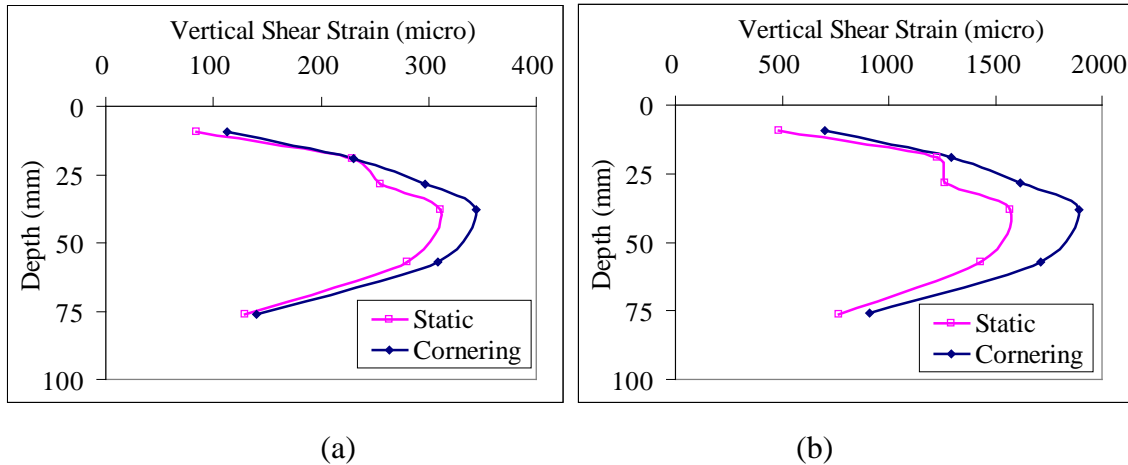 Vertical Shear Strain (micro)
0 100 200 300 400
0
25
50
75
100
Depth (mm)
Static
Cornering
(a)
Vertical Shear Strain (micro)
0 500 1000 1500 2000
0
25
50
75
100
Depth (mm)
Static
Cornering
(b)